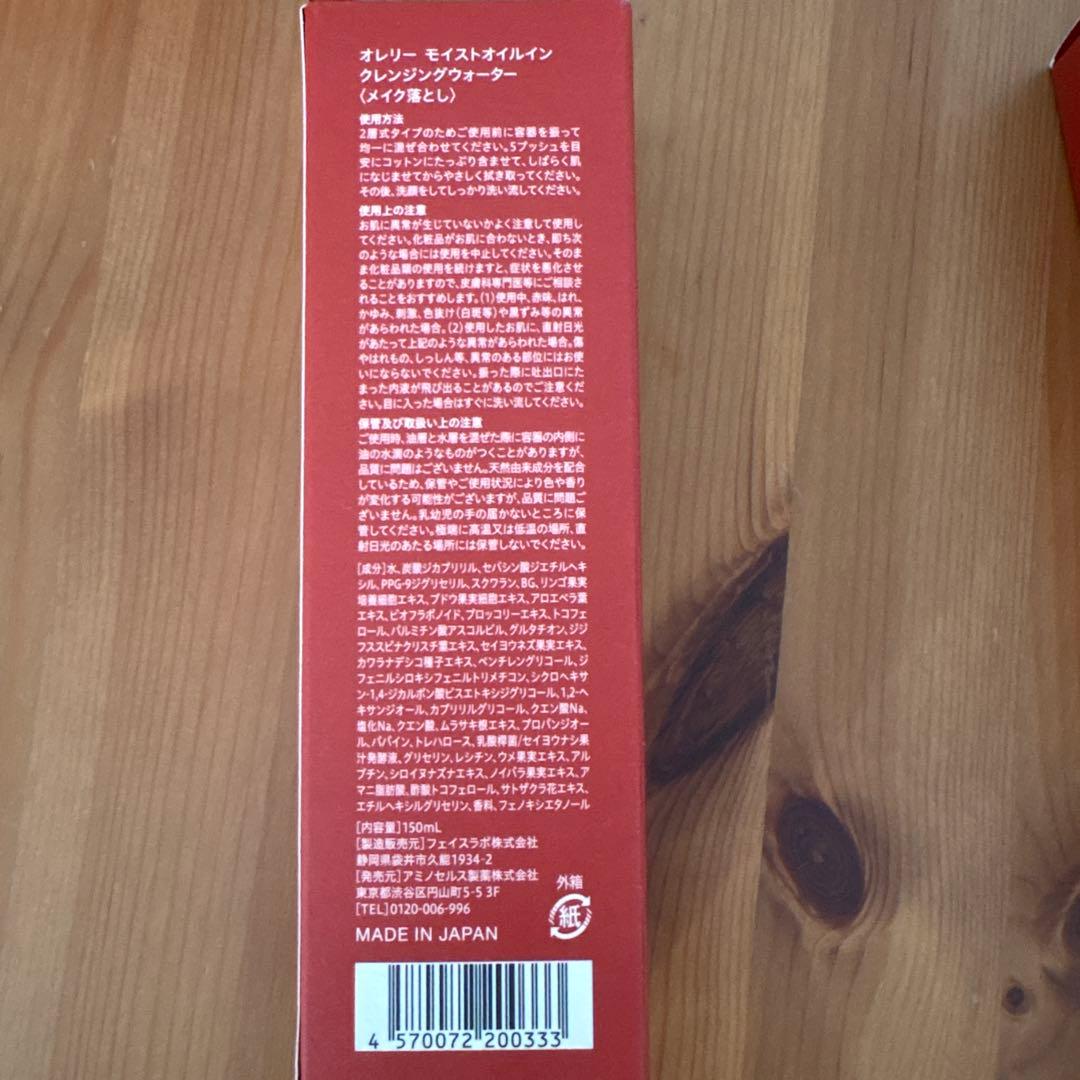 オレリー モイストオイルイン
クレンジングウォーター
〈メイク落とし〉
使用方法
2層式タイプのためご使用前に容器を振って
均一に混ぜ合わせてください。5プッシュを目
安にコットンにたっぷり含ませて、しばらく肌
になじませてからやさしく拭き取ってください。
その後、洗顔をしてしっかり洗い流してください。
使用上の注意
お肌に異常が生じていないかよく注意して使用し
てください。化粧品がお肌に合わないとき、即ち次
のような場合には使用を中止してください。そのま
ま化粧品類の使用を続けますと、症状を悪化させ
ることがありますので、皮膚科専門医等にご相談さ
れることをおすすめします。(1)使用中、赤味、はれ、
かゆみ、刺激、色抜け(白斑等)や黒ずみ等の異常
があらわれた場合。(2)使用したお肌に、直射日光
があたって上記のような異常があらわれた場合。傷
やはれもの、しっしん等、異常のある部位にはお使
いにならないでください。振った際に吐出口にた
まった内液が飛び出ることがあるのでご注意くだ
さい。目に入った場合はすぐに洗い流してください。
保管及び取扱い上の注意
ご使用時、油層と水層を混ぜた際に容器の内側に
油の水滴のようなものがつくことがありますが、
品質に問題はございません。天然由来成分を配合
しているため、保管やご使用状況により色や香り
が変化する可能性がございますが、品質に問題ご
ざいません。乳幼児の手の届かないところに保
管してください。極端に高温又は低温の場所、直
射日光のあたる場所には保管しないでください。
[成分]水、炭酸ジカプリリル、セバシン酸ジエチルヘキ
シル、PPG-9ジグリセリル、スクワラン、BG、リンゴ果実
培養細胞エキス、ブドウ果実細胞エキス、アロエベラ葉
エキス、ビオフラボノイド、ブロッコリーエキス、トコフェ
ロール、パルミチン酸アスコルビル、グルタチオン、ジジ
フススピナクリスチ葉エキス、セイヨウネズ果実エキス、
カワラナデシコ種子エキス、ペンチレングリコール、ジ
フェニルシロキシフェニルトリメチコン、シクロヘキサ
ン-1,4-ジカルボン酸ビスエトキシジグリコール、1,2-ヘ
キサンジオール、カプリリルグリコール、クエン酸Na、
塩化Na、クエン酸、ムラサキ根エキス、プロパンジオー
ル、パパイン、トレハロース、乳酸桿菌/セイヨウナシ果
汁発酵液、グリセリン、レシチン、ウメ果実エキス、アル
ブチン、シロイヌナズナエキス、ノイバラ果実エキス、ア
マニ脂肪酸、酢酸トコフェロール、サトザクラ花エキス、
エチルヘキシルグリセリン、香料、フェノキシエタノール
[内容量]150mL
[製造販売元]フェイスラボ株式会社
静岡県袋井市久能1934-2
[発売元]アミノセルス製薬株式会社
東京都渋谷区円山町5-5 3F
[TEL]0120-006-996
外箱
紙
MADE IN JAPAN
4 570072 200333